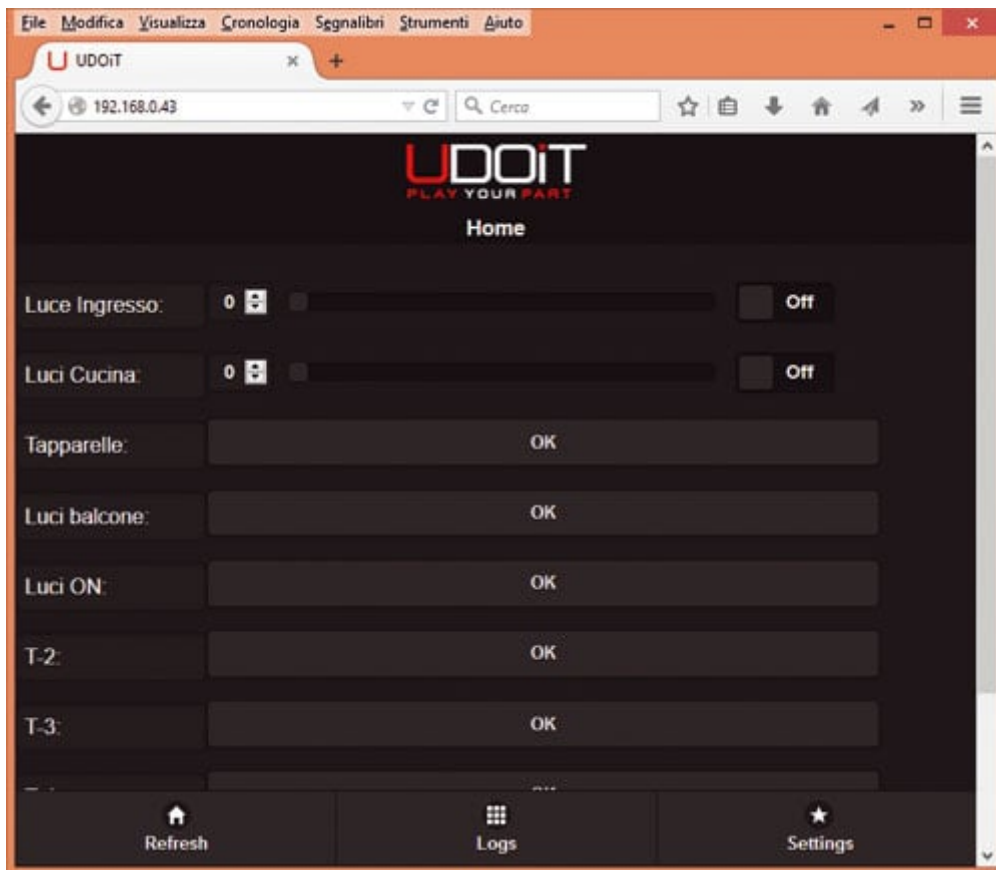 File Modifica Visualizza Cronologia Segnalibri Strumenti Aiuto
UDOiT
192.168.0.43 Cerca
UDOiT
PLAY YOUR PART
Home
Luce Ingresso: 0 Off
Luci Cucina: 0 Off
Tapparelle: OK
Luci balcone: OK
Luci ON: OK
T-2: OK
T-3: OK
Refresh Logs Settings